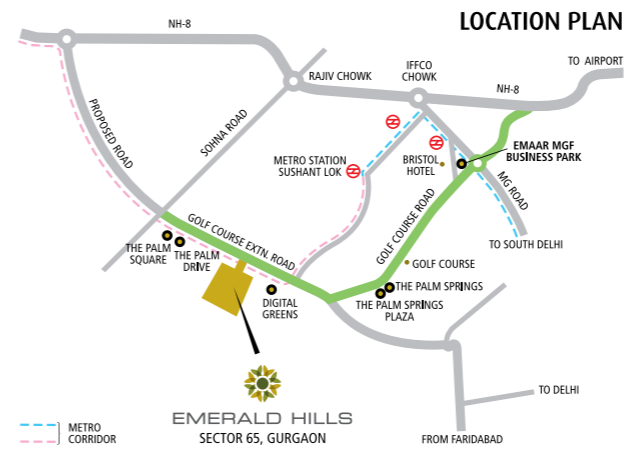 LOCATION PLAN
NH-8
TO AIRPORT
RAJIV CHOWK
IFFCO
CHOWK
NH-8
PROPOSED ROAD
SOHNA ROAD
METRO STATION
SUSHANT LOK
BRISTOL
HOTEL
EMAAR MGF
BUSINESS PARK
MG ROAD
GOLF COURSE ROAD
TO SOUTH DELHI
GOLF COURSE EXTN. ROAD
THE PALM
SQUARE
THE PALM
DRIVE
GOLF COURSE
THE PALM SPRINGS
THE PALM SPRINGS
PLAZA
DIGITAL
GREENS
TO DELHI
EMERALD HILLS
SECTOR 65, GURGAON
METRO
CORRIDOR
FROM FARIDABAD